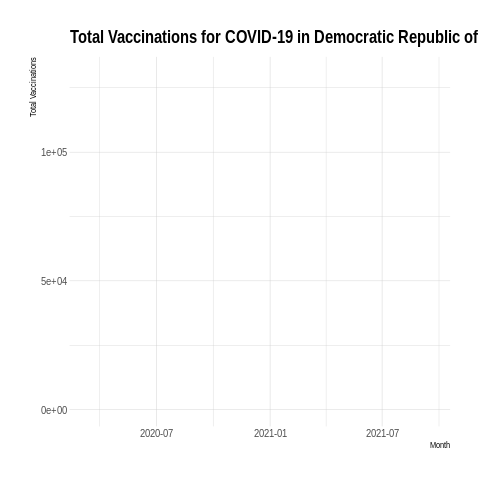 Total Vaccinations for COVID-19 in Democratic Republic of
Total Vaccinations
1e+05
5e+04
0e+00
2020-07 2021-01 2021-07
Month